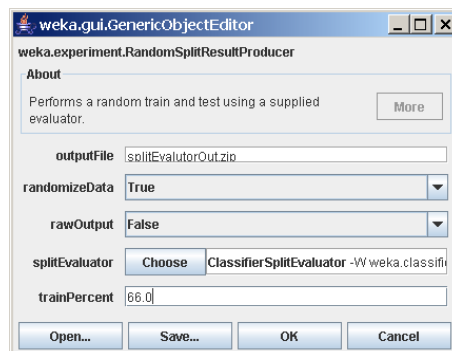 weka.gui.GenericObjectEditor
weka.experiment.RandomSplitResultProducer
About
Performs a random train and test using a supplied
evaluator.
More
outputFile splitEvalutorOut.zip
randomizeData True
rawOutput False
splitEvaluator Choose ClassifierSplitEvaluator -W weka.classifi
trainPercent 66.0
Open... Save... OK Cancel